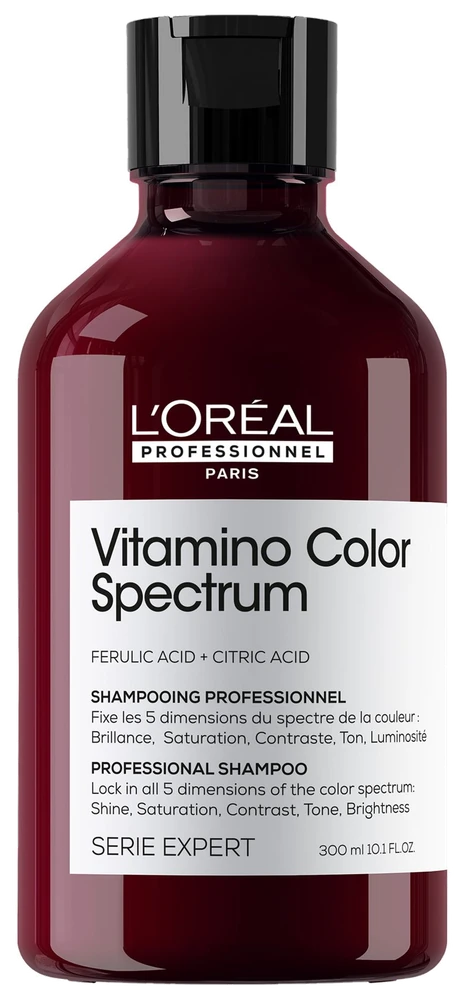 L'ORÉAL
PROFESSIONNEL
PARIS
Vitamino Color
Spectrum
FERULIC ACID + CITRIC ACID
SHAMPOOING PROFESSIONNEL
Fixe les 5 dimensions du spectre de la couleur :
Brillance, Saturation, Contraste, Ton, Luminosité
PROFESSIONAL SHAMPOO
Lock in all 5 dimensions of the color spectrum:
Shine, Saturation, Contrast, Tone, Brightness
SERIE EXPERT 300 ml 10.1 FL.OZ.